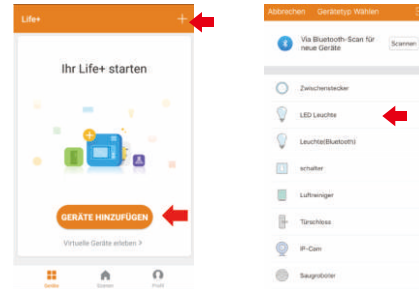 Life+
+
Ihr Life+ starten
GERÄTE HINZUFÜGEN
Virtuelle Geräte erleben >
Geräte
Szenen
Profil
Abbrechen Gerätetyp Wählen
Via Bluetooth-Scan für
neue Geräte
Scannen
Zwischenstecker
LED Leuchte
Leuchte(Bluetooth)
schalter
Luftreiniger
Türschloss
IP-Cam
Saugroboter